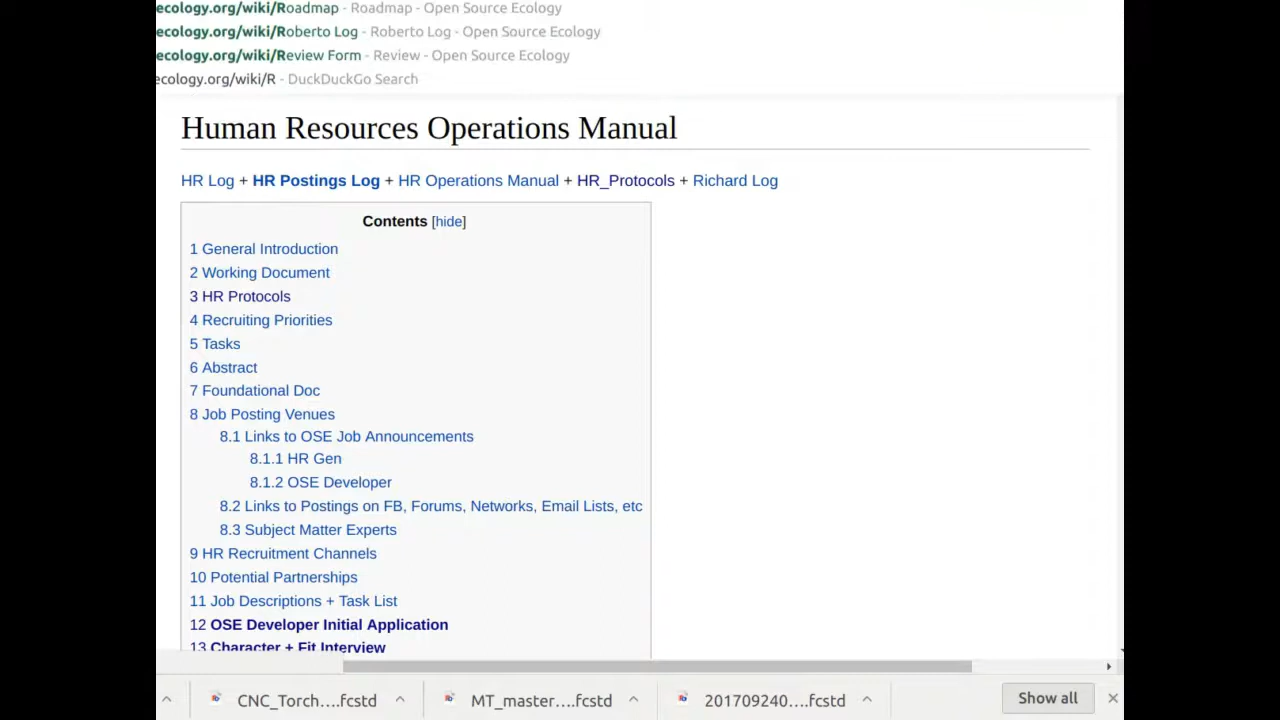 ecology.org/wiki/Roadmap - Roadmap - Open Source Ecology
ecology.org/wiki/Roberto Log - Roberto Log - Open Source Ecology
ecology.org/wiki/Review Form - Review - Open Source Ecology
ecology.org/wiki/R - DuckDuckGo Search
Human Resources Operations Manual
HR Log + HR Postings Log + HR Operations Manual + HR_Protocols + Richard Log
Contents [hide]
1 General Introduction
2 Working Document
3 HR Protocols
4 Recruiting Priorities
5 Tasks
6 Abstract
7 Foundational Doc
8 Job Posting Venues
8.1 Links to OSE Job Announcements
8.1.1 HR Gen
8.1.2 OSE Developer
8.2 Links to Postings on FB, Forums, Networks, Email Lists, etc
8.3 Subject Matter Experts
9 HR Recruitment Channels
10 Potential Partnerships
11 Job Descriptions + Task List
12 OSE Developer Initial Application
13 Character + Fit Interview
CNC_Torch....fcstd
MT_master....fcstd
201709240....fcstd
Show all